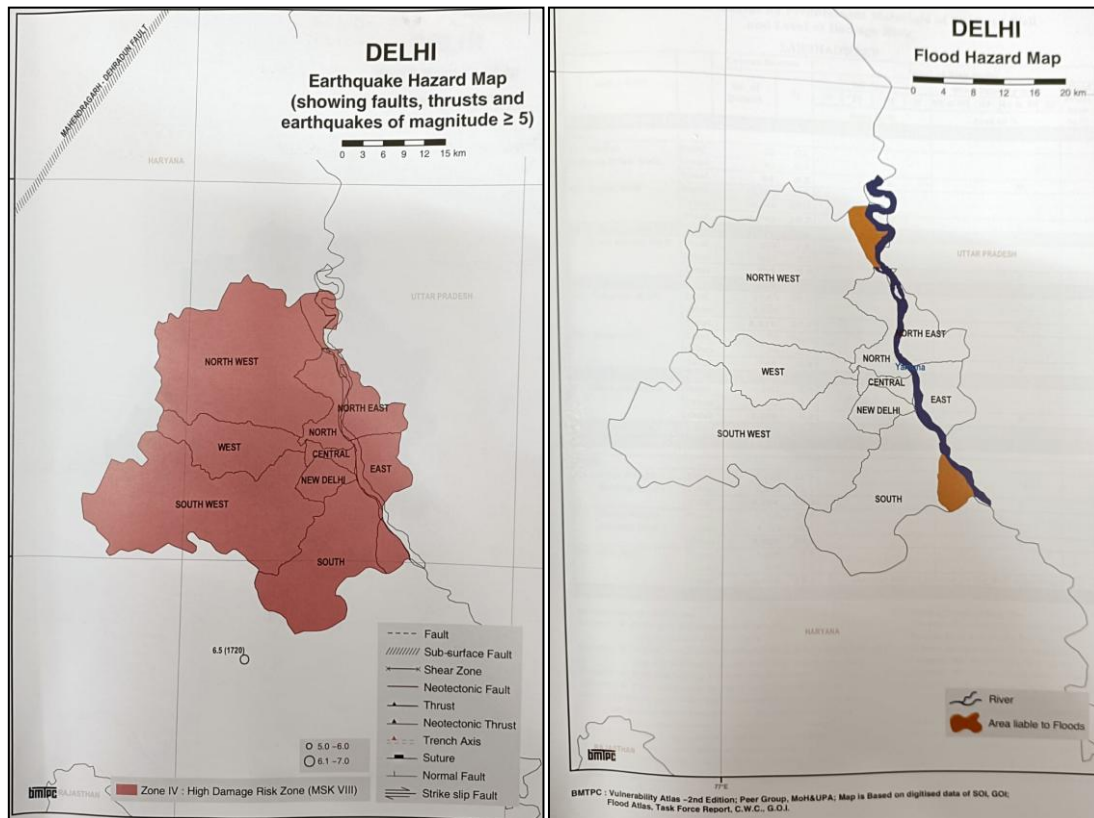 DELHI
Earthquake Hazard Map
(showing faults, thrusts and
earthquakes of magnitude ≥ 5)
0 3 6 9 12 15 km
MAHENDRAGARH - DEHRADUN FAULT
HARYANA
UTTAR PRADESH
NORTH WEST
NORTH EAST
NORTH
WEST
CENTRAL
EAST
NEW DELHI
SOUTH WEST
SOUTH
6.5 (1720)
Fault
Sub-surface Fault
Shear Zone
Neotectonic Fault
Thrust
Neotectonic Thrust
Trench Axis
Suture
Normal Fault
Strike slip Fault
5.0 –6.0
6.1 –7.0
bmtpc
RAJASTHAN
Zone IV : High Damage Risk Zone (MSK VIII)
DELHI
Flood Hazard Map
0 4 8 12 16 20 km
UTTAR PRADESH
NORTH WEST
NORTH EAST
NORTH
Yamuna
WEST
CENTRAL
EAST
NEW DELHI
SOUTH WEST
SOUTH
HARYANA
River
Area liable to Floods
RAJASTHAN
bmtpc
77°E
BMTPC : Vulnerability Atlas –2nd Edition; Peer Group, MoH&UPA; Map is Based on digitised data of SOI, GOI;
Flood Atlas, Task Force Report, C.W.C., G.O.I.